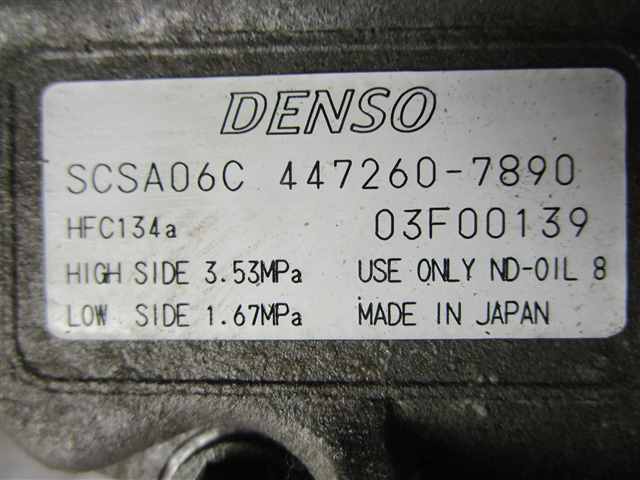 DENSO
SCSA06C 447260-7890
HFC134a 03F00139
HIGH SIDE 3.53MPa USE ONLY ND-OIL 8
LOW SIDE 1.67MPa MADE IN JAPAN